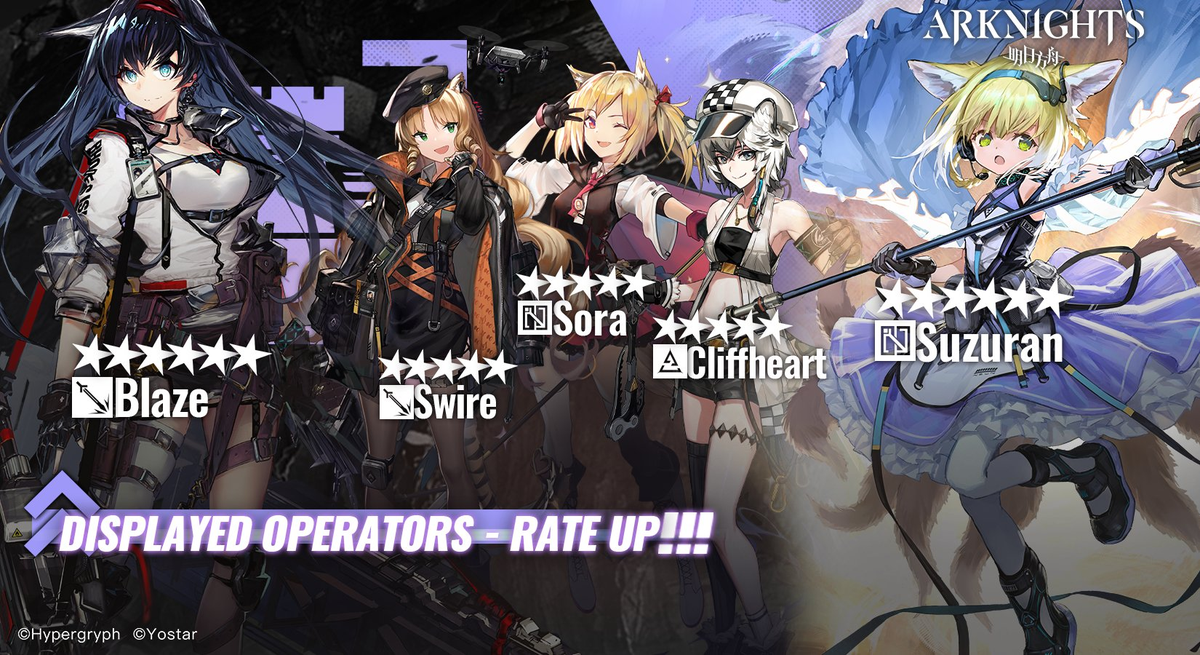 ARKNIGHTS
明日方舟
★★★★★
Sora
★★★★★
Cliffheart
★★★★★★
Suzuran
★★★★★★
Blaze
★★★★★
Swire
DISPLAYED OPERATORS - RATE UP!!!
©Hypergryph ©Yostar